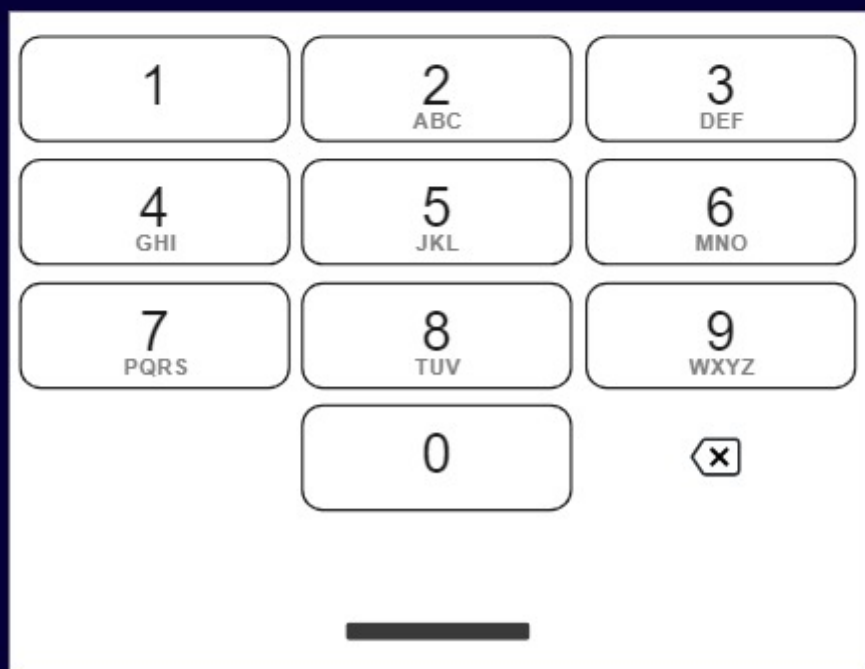 1 2 3
ABC DEF
4 5 6
GHI JKL MNO
7 8 9
PQRS TUV WXYZ
0